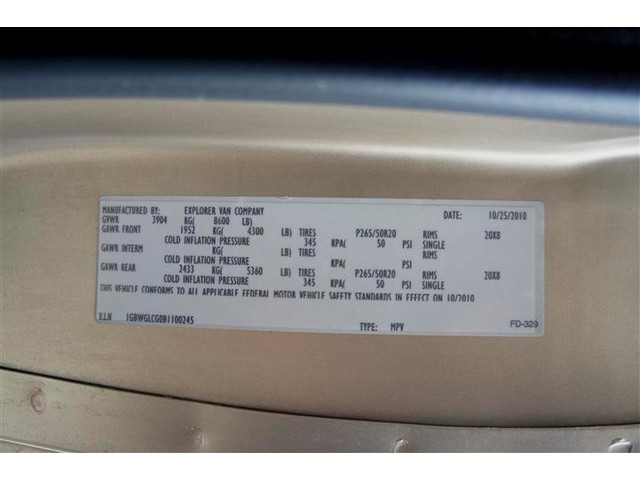 MANUFACTURED BY: EXPLORER VAN COMPANY DATE: 10/25/2010
GVWR 3904 KG( 8600 LB)
GAWR FRONT 1952 KG( 4300 LB) TIRES P265/50R20 RIMS 20X8
COLD INFLATION PRESSURE 345 KPA( 50 PSI SINGLE
GAWR INTERM KG( LB) TIRES RIMS
COLD INFLATION PRESSURE KPA( PSI SINGLE
GAWR REAR 2433 KG( 5360 LB) TIRES P265/50R20 RIMS 20X8
COLD INFLATION PRESSURE 345 KPA( 50 PSI SINGLE
THIS VEHICLE CONFORMS TO ALL APPLICABLE FEDERAL MOTOR VEHICLE SAFETY STANDARDS IN EFFECT ON 10/2010
V.I.N 1GBWGLCG0B1100245 TYPE: MPV FD-329